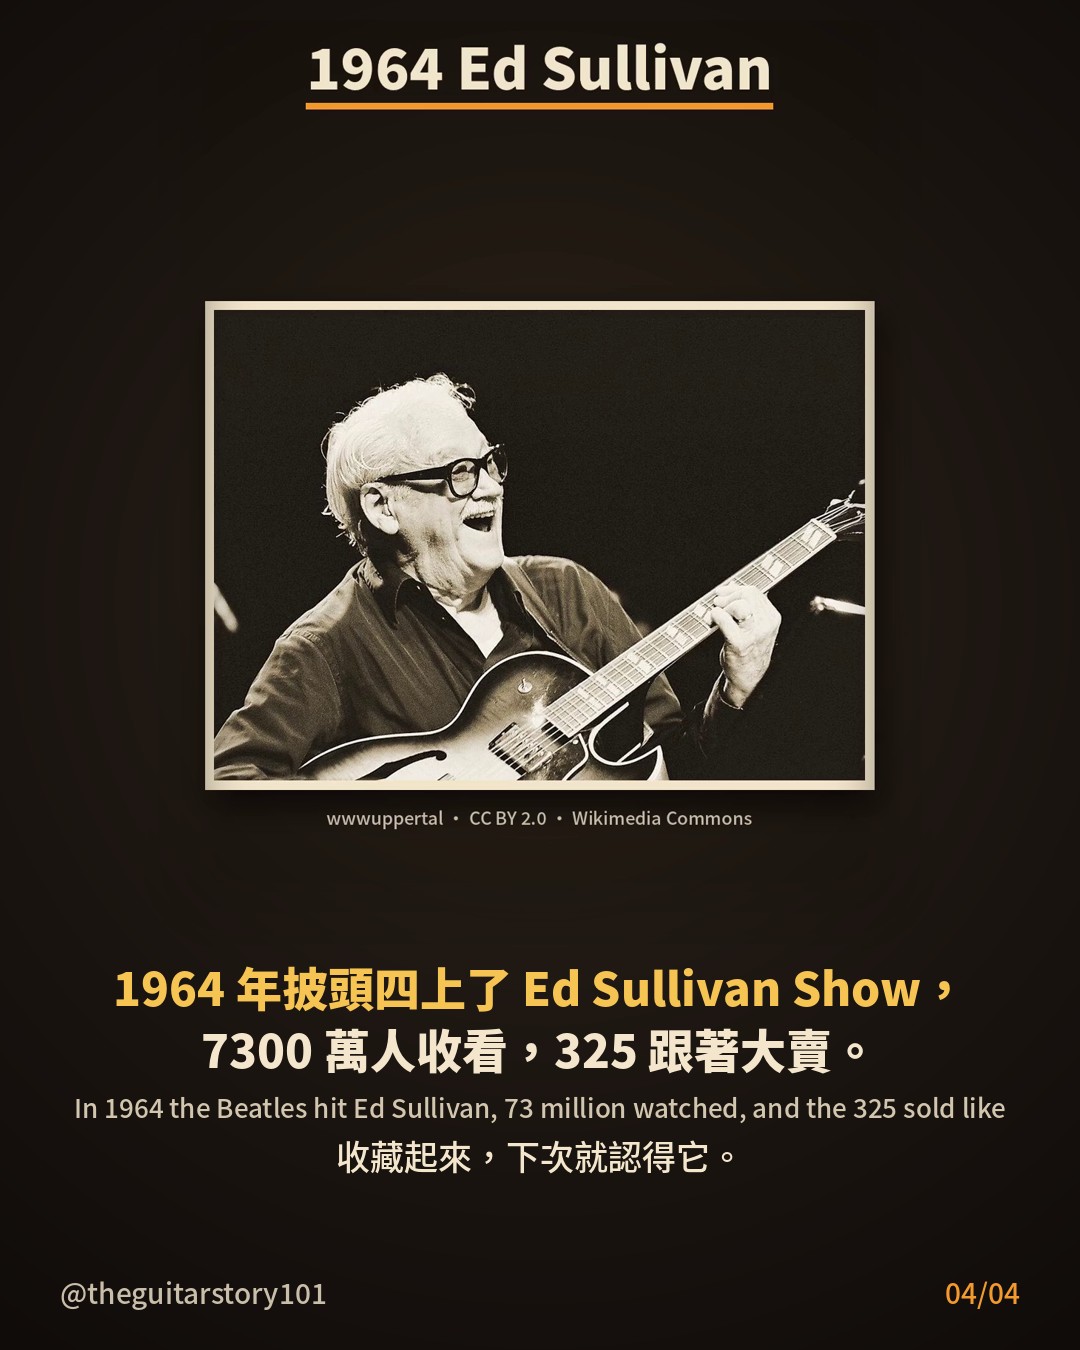 1964 Ed Sullivan
wwwuppertal • CC BY 2.0 • Wikimedia Commons
1964 年披頭四上了 Ed Sullivan Show，
7300 萬人收看，325 跟著大賣。
In 1964 the Beatles hit Ed Sullivan, 73 million watched, and the 325 sold like
收藏起來，下次就認得它。
@theguitarstory101
04/04